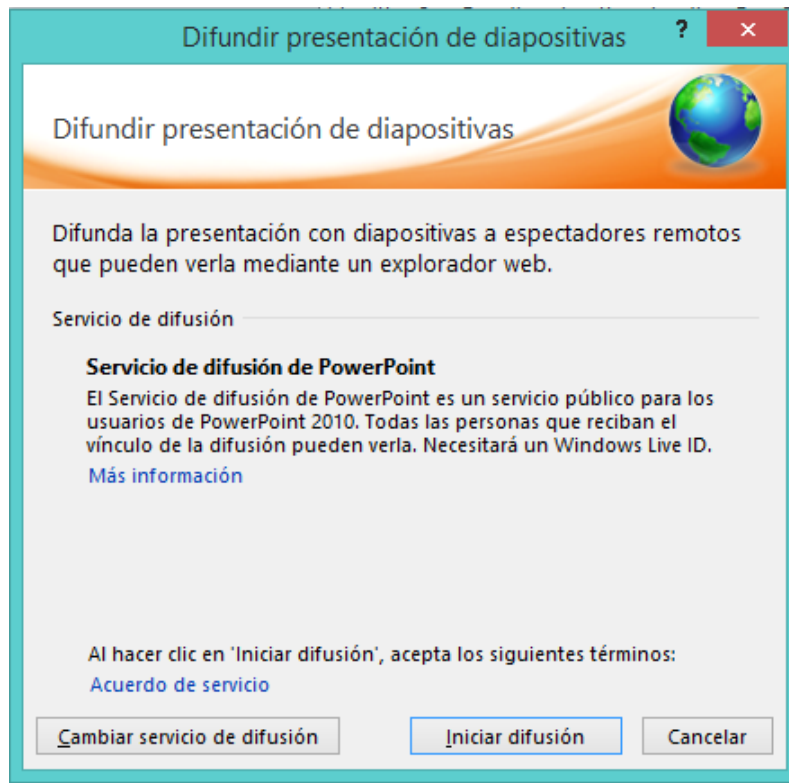 Difundir presentación de diapositivas
?
Difundir presentación de diapositivas
Difunda la presentación con diapositivas a espectadores remotos
que pueden verla mediante un explorador web.
Servicio de difusión
Servicio de difusión de PowerPoint
El Servicio de difusión de PowerPoint es un servicio público para los
usuarios de PowerPoint 2010. Todas las personas que reciban el
vínculo de la difusión pueden verla. Necesitará un Windows Live ID.
Más información
Al hacer clic en 'Iniciar difusión', acepta los siguientes términos:
Acuerdo de servicio
Cambiar servicio de difusión
Iniciar difusión
Cancelar